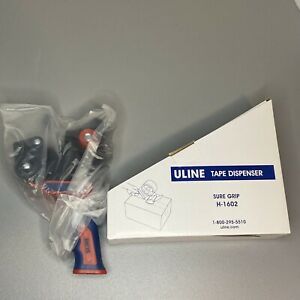 ULINE TAPE DISPENSER
SURE GRIP
H-1602
1-800-295-5510
uline.com